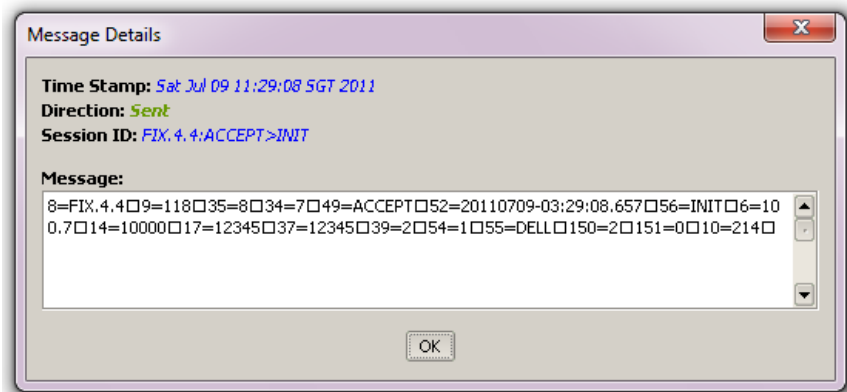 Message Details
Time Stamp: Sat Jul 09 11:29:08 SGT 2011
Direction: Sent
Session ID: FIX.4.4:ACCEPT>INIT
Message:
8=FIX.4.4□9=118□35=8□34=7□49=ACCEPT□52=20110709-03:29:08.657□56=INIT□6=10
0.7□14=10000□17=12345□37=12345□39=2□54=1□55=DELL□150=2□151=0□10=214□
OK